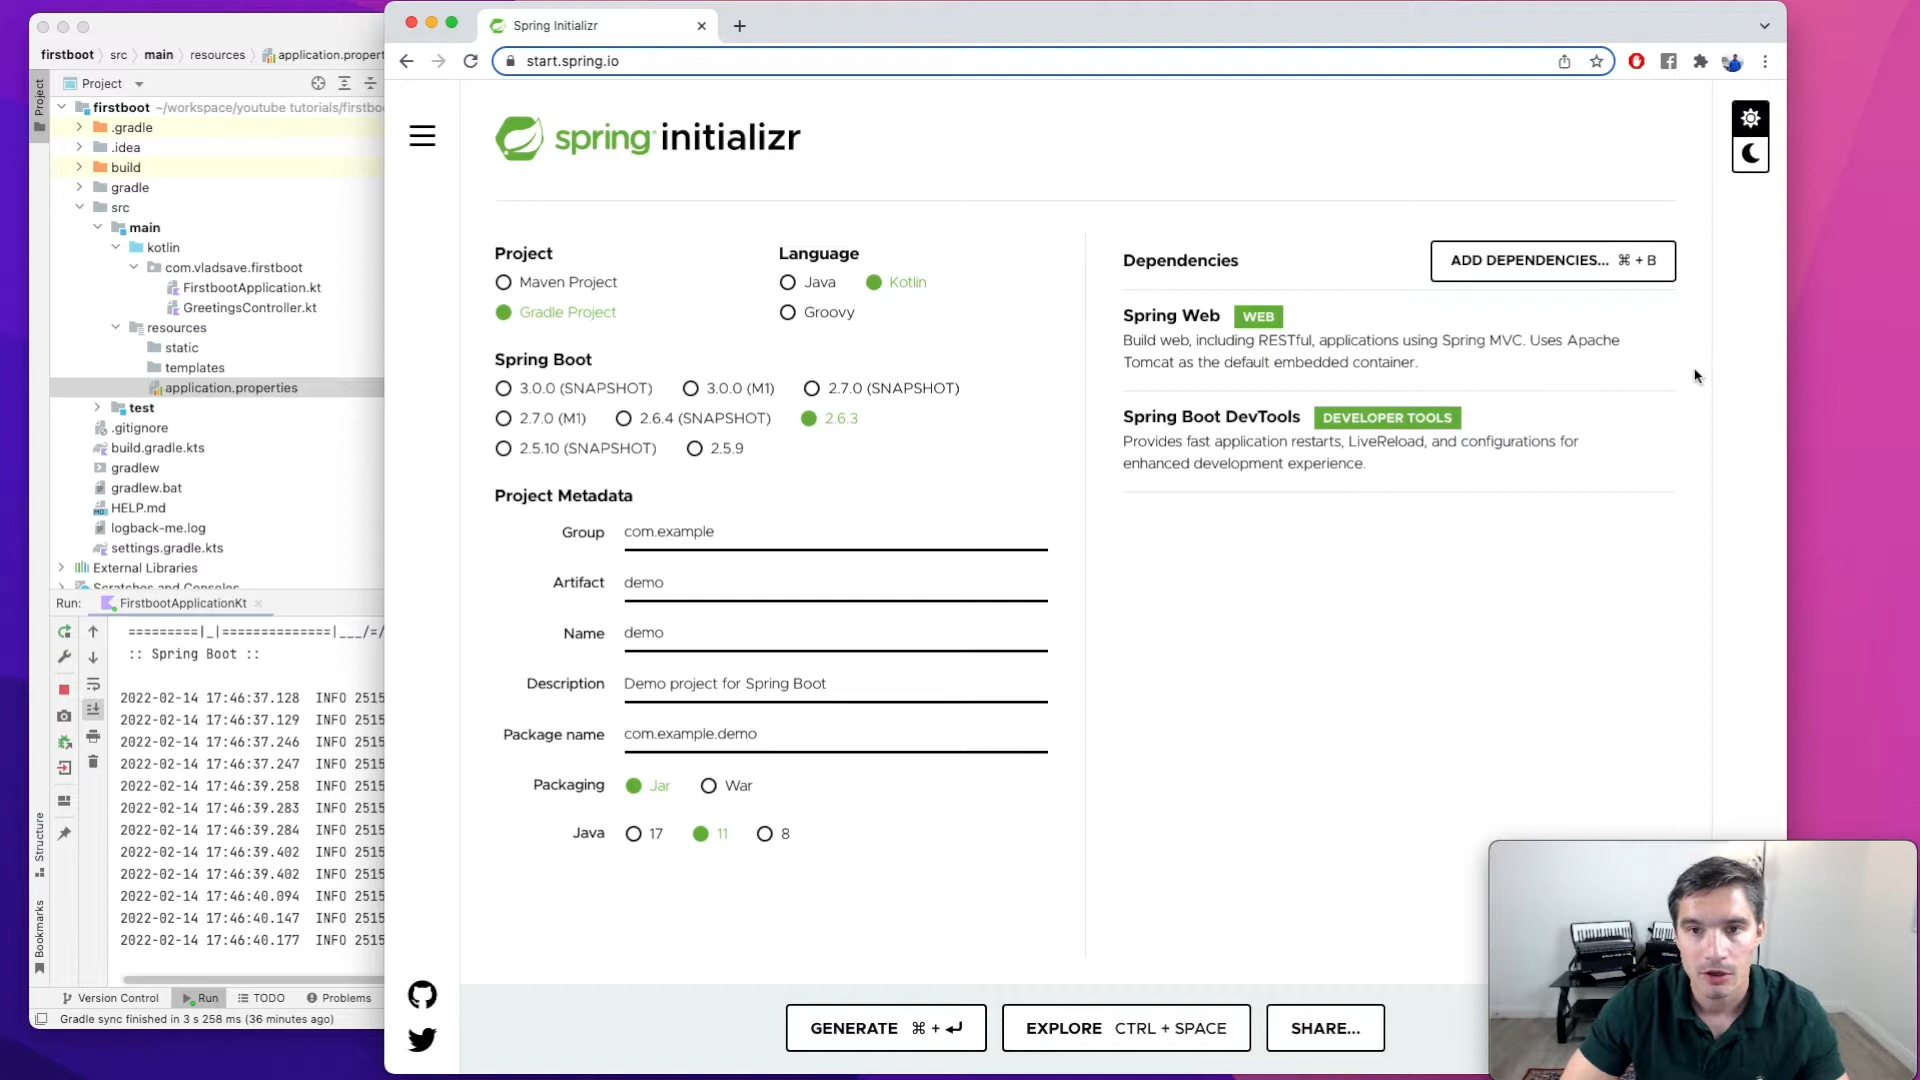 firstboot
src
main
resources
application.propert
Project
firstboot ~/workspace/youtube tutorials/firstbo
.gradle
.idea
build
gradle
src
main
kotlin
com.vladsave.firstboot
FirstbootApplication.kt
GreetingsController.kt
resources
static
templates
application.properties
test
.gitignore
build.gradle.kts
gradlew
gradlew.bat
HELP.md
logback-me.log
settings.gradle.kts
External Libraries
Scratches and Consoles
Project
Structure
Bookmarks
Run:
FirstbootApplicationKt
=========|_|==============|___/=/
:: Spring Boot ::
2022-02-14 17:46:37.128 INFO 2515
2022-02-14 17:46:37.129 INFO 2515
2022-02-14 17:46:37.246 INFO 2515
2022-02-14 17:46:37.247 INFO 2515
2022-02-14 17:46:39.258 INFO 2515
2022-02-14 17:46:39.283 INFO 2515
2022-02-14 17:46:39.284 INFO 2515
2022-02-14 17:46:39.402 INFO 2515
2022-02-14 17:46:39.402 INFO 2515
2022-02-14 17:46:40.094 INFO 2515
2022-02-14 17:46:40.147 INFO 2515
2022-02-14 17:46:40.177 INFO 2515
Version Control
Run
TODO
Problems
Gradle sync finished in 3 s 258 ms (36 minutes ago)
Spring Initializr
start.spring.io
spring initializr
Project
Maven Project
Gradle Project
Language
Java
Kotlin
Groovy
Spring Boot
3.0.0 (SNAPSHOT)
3.0.0 (M1)
2.7.0 (SNAPSHOT)
2.7.0 (M1)
2.6.4 (SNAPSHOT)
2.6.3
2.5.10 (SNAPSHOT)
2.5.9
Project Metadata
Group com.example
Artifact demo
Name demo
Description Demo project for Spring Boot
Package name com.example.demo
Packaging Jar War
Java 17 11 8
Dependencies
ADD DEPENDENCIES... ⌘ + B
Spring Web WEB
Build web, including RESTful, applications using Spring MVC. Uses Apache
Tomcat as the default embedded container.
Spring Boot DevTools DEVELOPER TOOLS
Provides fast application restarts, LiveReload, and configurations for
enhanced development experience.
GENERATE ⌘ + ↵
EXPLORE CTRL + SPACE
SHARE...